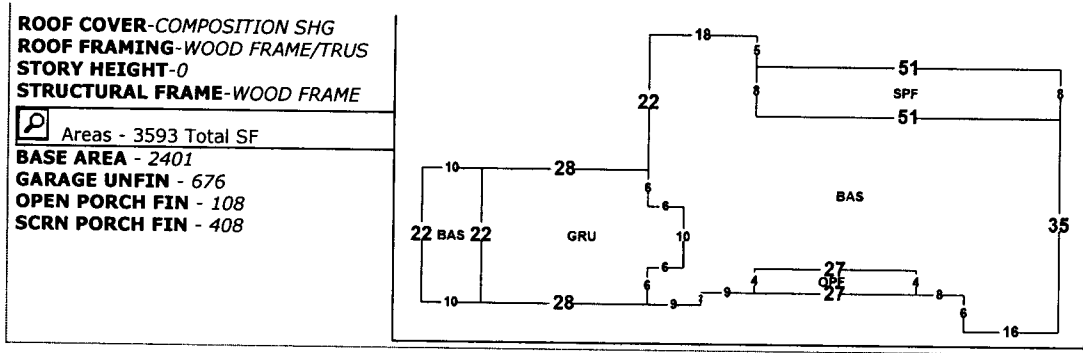 ROOF COVER-COMPOSITION SHG
ROOF FRAMING-WOOD FRAME/TRUS
STORY HEIGHT-0
STRUCTURAL FRAME-WOOD FRAME
Areas - 3593 Total SF
BASE AREA - 2401
GARAGE UNFIN - 676
OPEN PORCH FIN - 108
SCRN PORCH FIN - 408
18
5
51
8
SPF
8
22
51
10
28
6
6
BAS
22
BAS
22
GRU
10
35
6
27
6
4
OPF
4
10
28
9
9
27
8
6
16